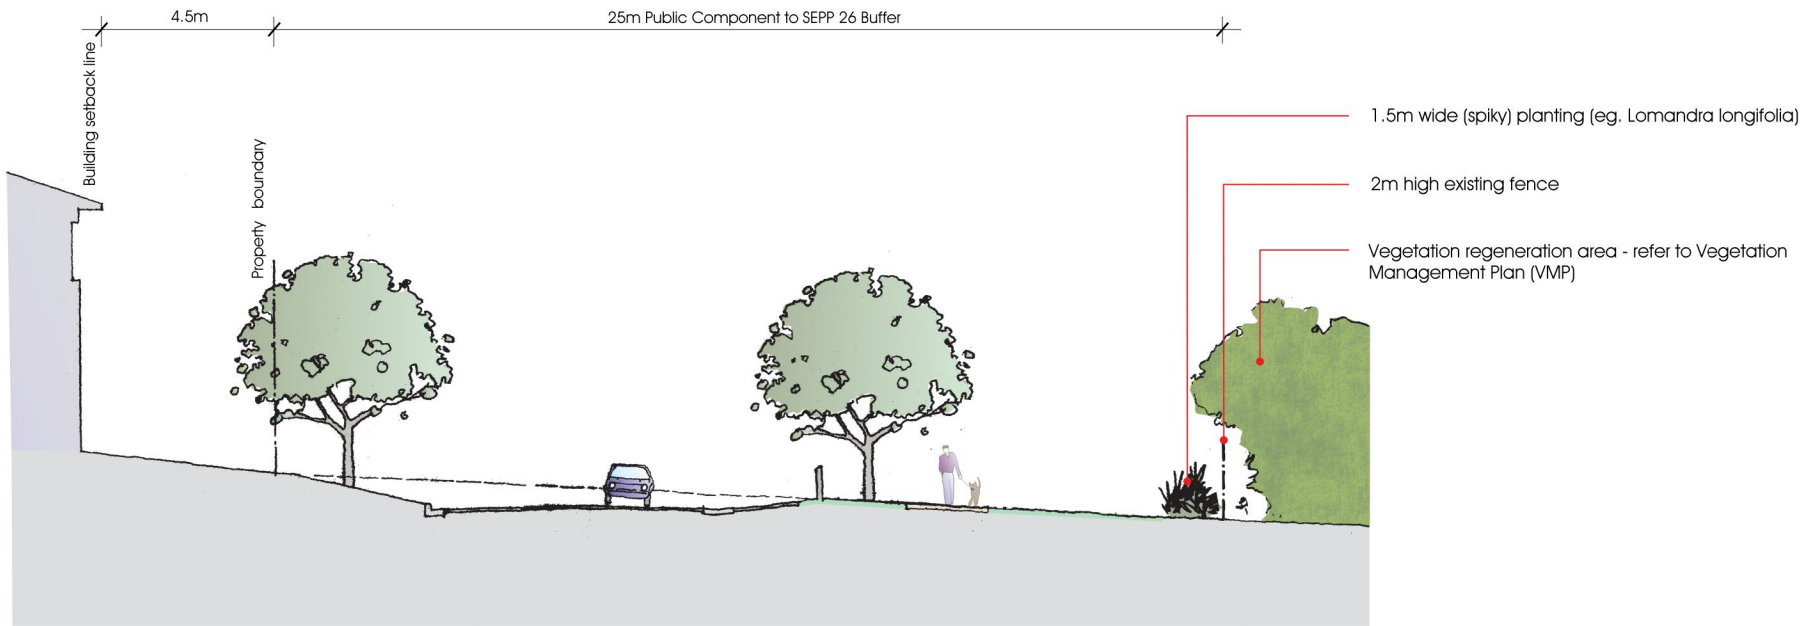 4.5m
25m Public Component to SEPP 26 Buffer
Building setback line
Property boundary
1.5m wide (spiky) planting (eg. Lomandra longifolia)
2m high existing fence
Vegetation regeneration area - refer to Vegetation
Management Plan (VMP)